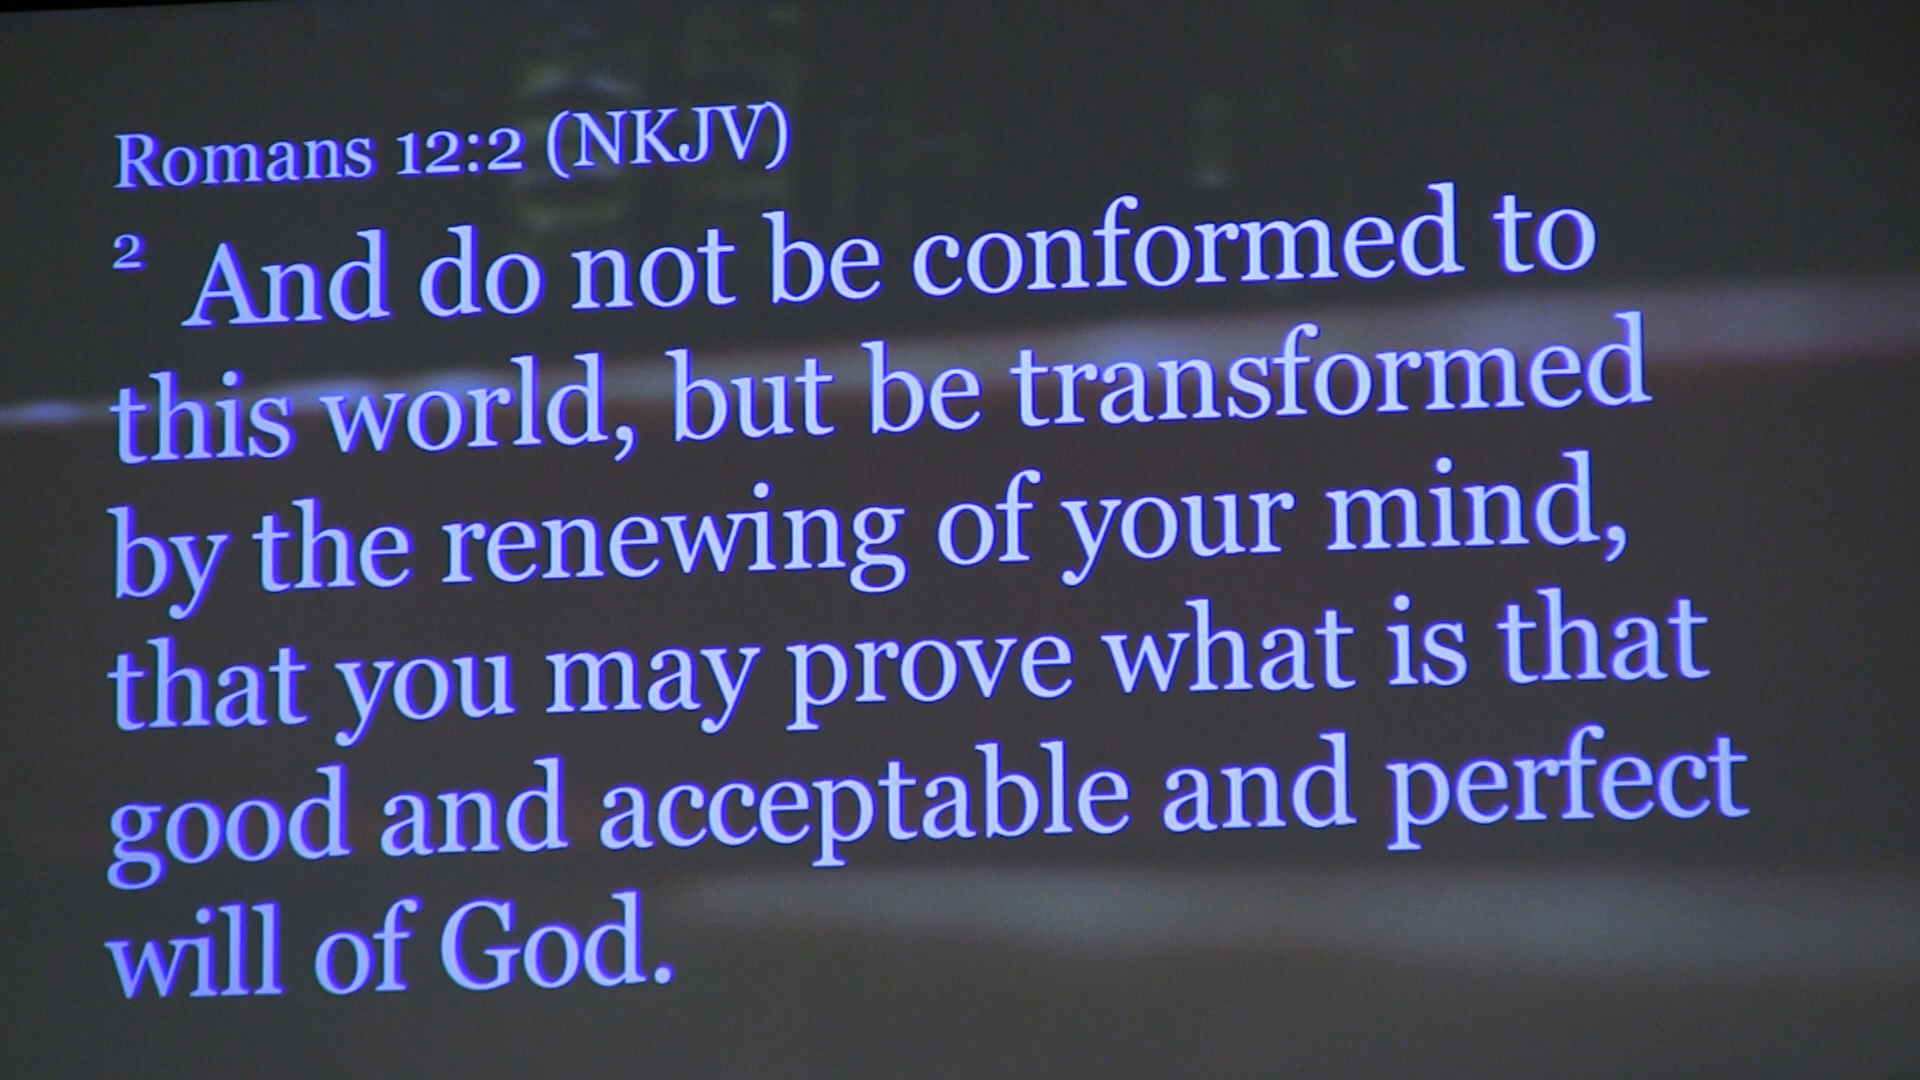 Romans 12:2 (NKJV)
2 And do not be conformed to
this world, but be transformed
by the renewing of your mind,
that you may prove what is that
good and acceptable and perfect
will of God.